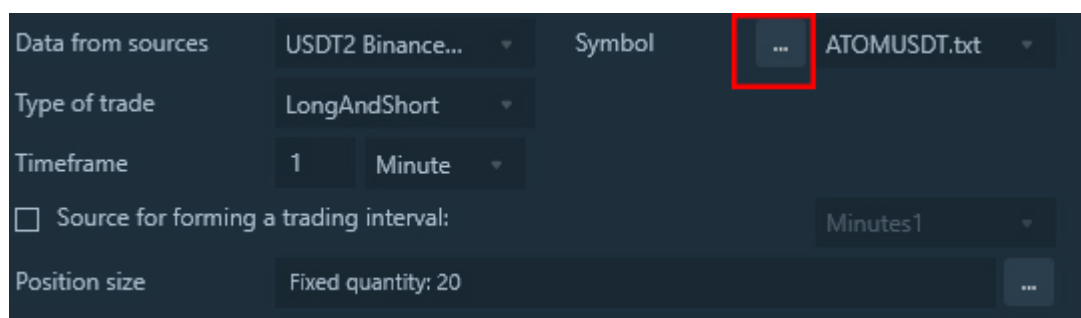 Data from sources USDT2 Binance... Symbol ... ATOMUSDT.txt
Type of trade LongAndShort
Timeframe 1 Minute
Source for forming a trading interval: Minutes1
Position size Fixed quantity: 20 ...